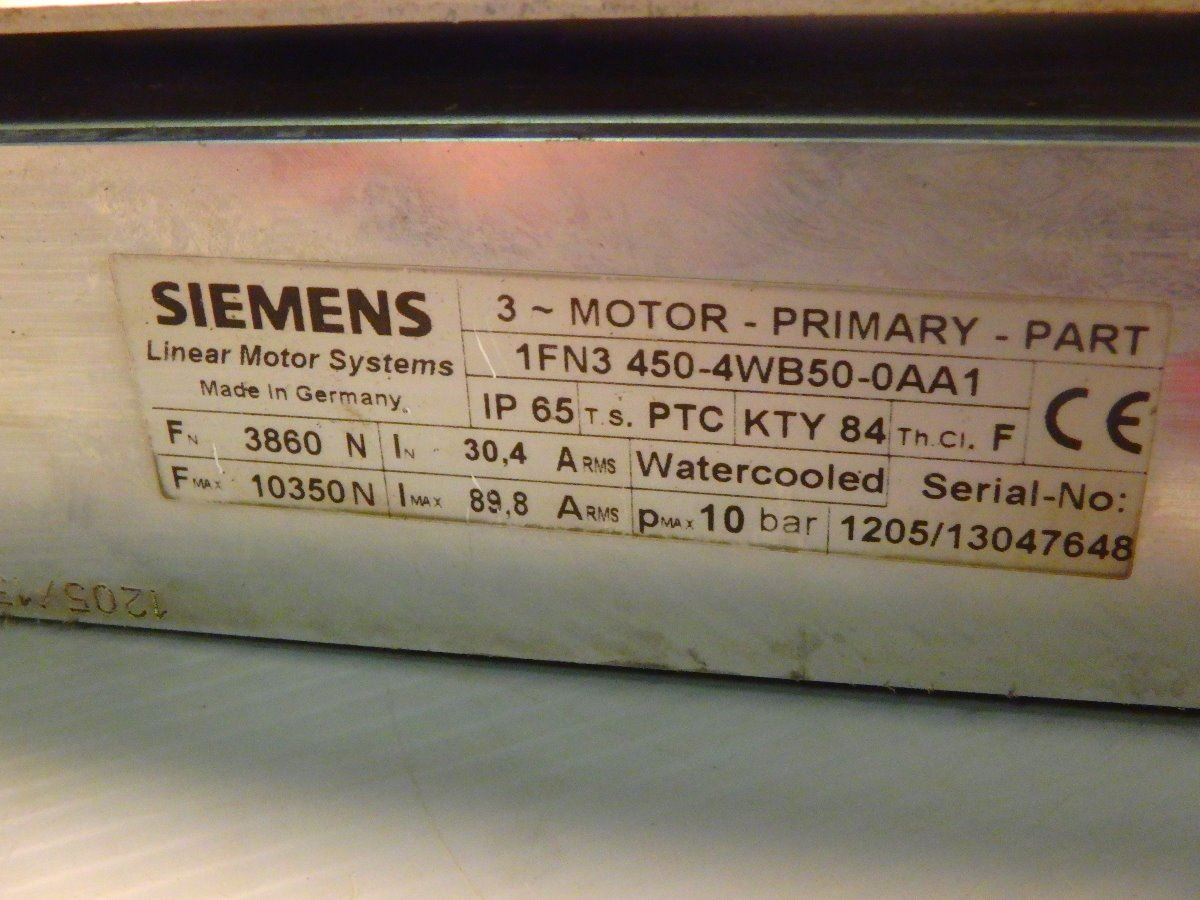 SIEMENS
Linear Motor Systems
Made In Germany
3 ~ MOTOR - PRIMARY - PART
1FN3 450-4WB50-0AA1
IP 65 T.S. PTC KTY 84 Th.Cl. F CE
FN 3860 N IN 30,4 ARMS Watercooled Serial-No:
FMAX 10350N IMAX 89,8 ARMS pMAX 10 bar 1205/13047648
1205/1